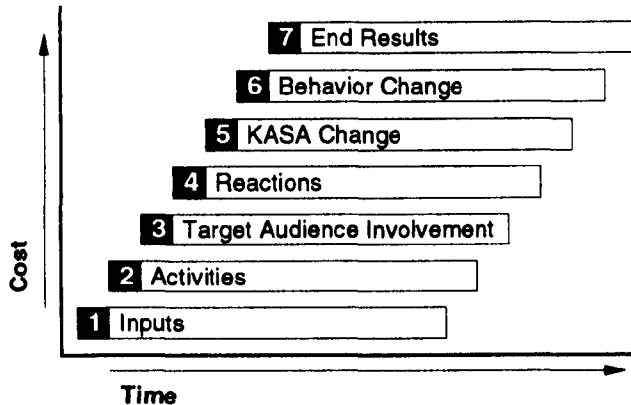 7 End Results
6 Behavior Change
5 KASA Change
4 Reactions
3 Target Audience Involvement
2 Activities
1 Inputs
Cost
Time